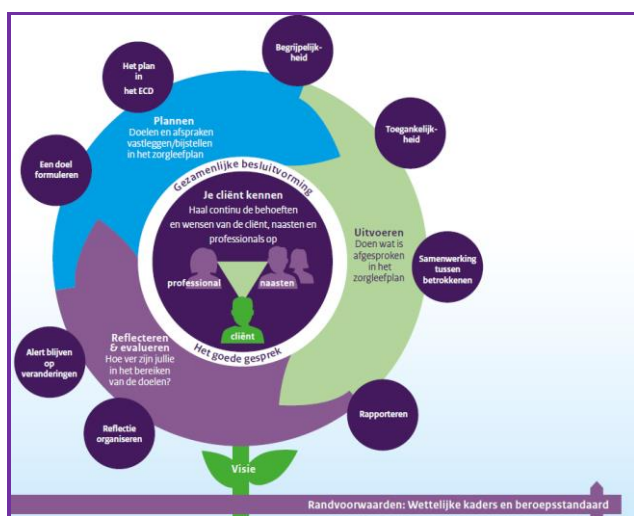 Begrijpelijk-
heid
Het plan
in
het ECD
Plannen
Doelen en afspraken
vastleggen/bijstellen
in het zorgleefplan
Toegankelijk-
heid
Een doel
formuleren
Gezamenlijke besluitvorming
Je cliënt kennen
Haal continu de behoeften
en wensen van de cliënt, naasten en
professionals op
professional
naasten
cliënt
Het goede gesprek
Uitvoeren
Doen wat is
afgesproken
in het
zorgleefplan
Samenwerking
tussen
betrokkenen
Reflecteren
& evalueren
Hoe ver zijn jullie
in het bereiken
van de doelen?
Alert blijven
op
veranderingen
Reflectie
organiseren
Rapporteren
Visie
Randvoorwaarden: Wettelijke kaders en beroepsstandaard